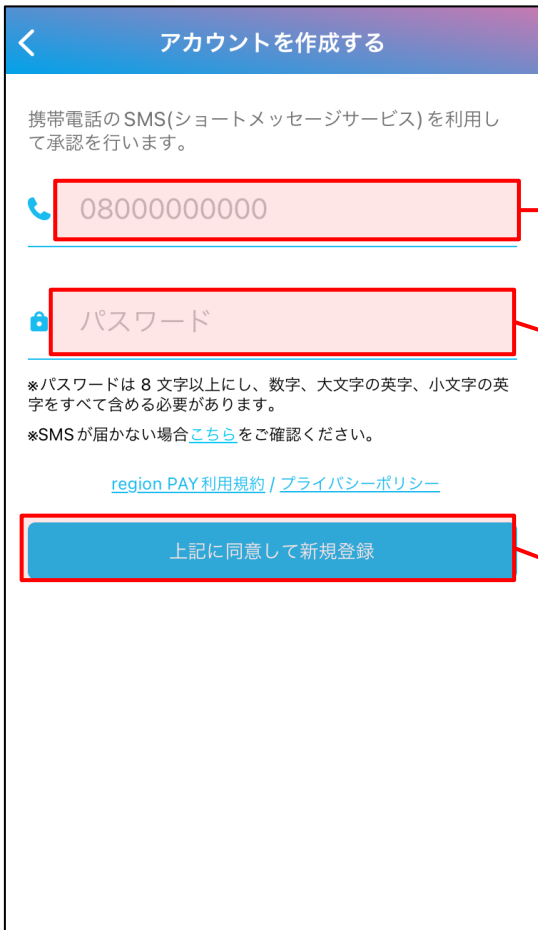 アカウントを作成する
携帯電話のSMS(ショートメッセージサービス)を利用し
て承認を行います。
08000000000
パスワード
※パスワードは 8 文字以上にし、数字、大文字の英字、小文字の英
字をすべて含める必要があります。
※SMSが届かない場合こちらをご確認ください。
region PAY利用規約 / プライバシーポリシー
上記に同意して新規登録